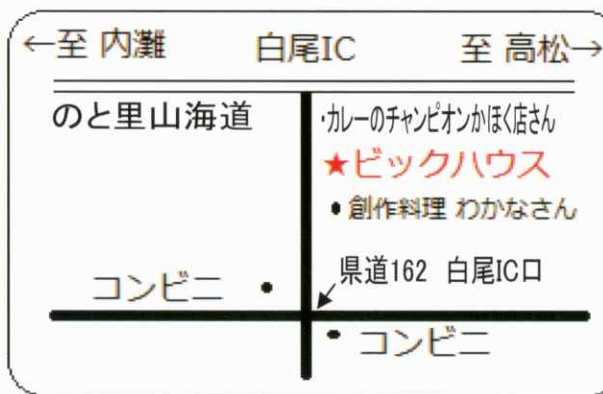 ←至 内灘 白尾IC 至 高松→
のと里山海道
・カレーのチャンピオンかほく店さん
★ビックハウス
・創作料理 わかなさん
県道162 白尾IC口
コンビニ ・
・コンビニ